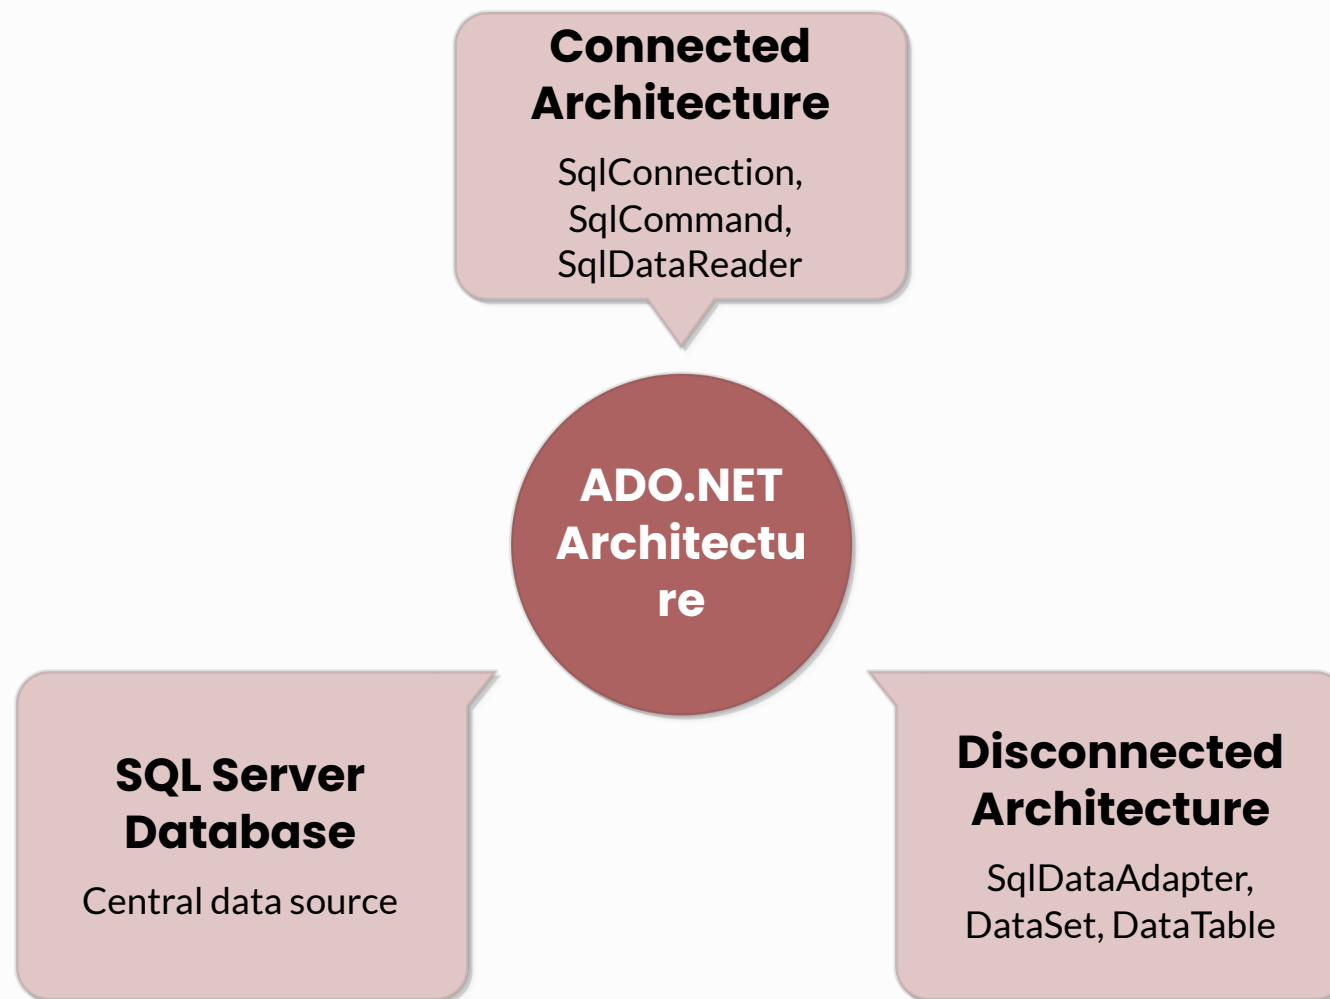 Connected
Architecture
SqlConnection,
SqlCommand,
SqlDataReader
ADO.NET
Architectu
re
SQL Server
Database
Central data source
Disconnected
Architecture
SqlDataAdapter,
DataSet, DataTable